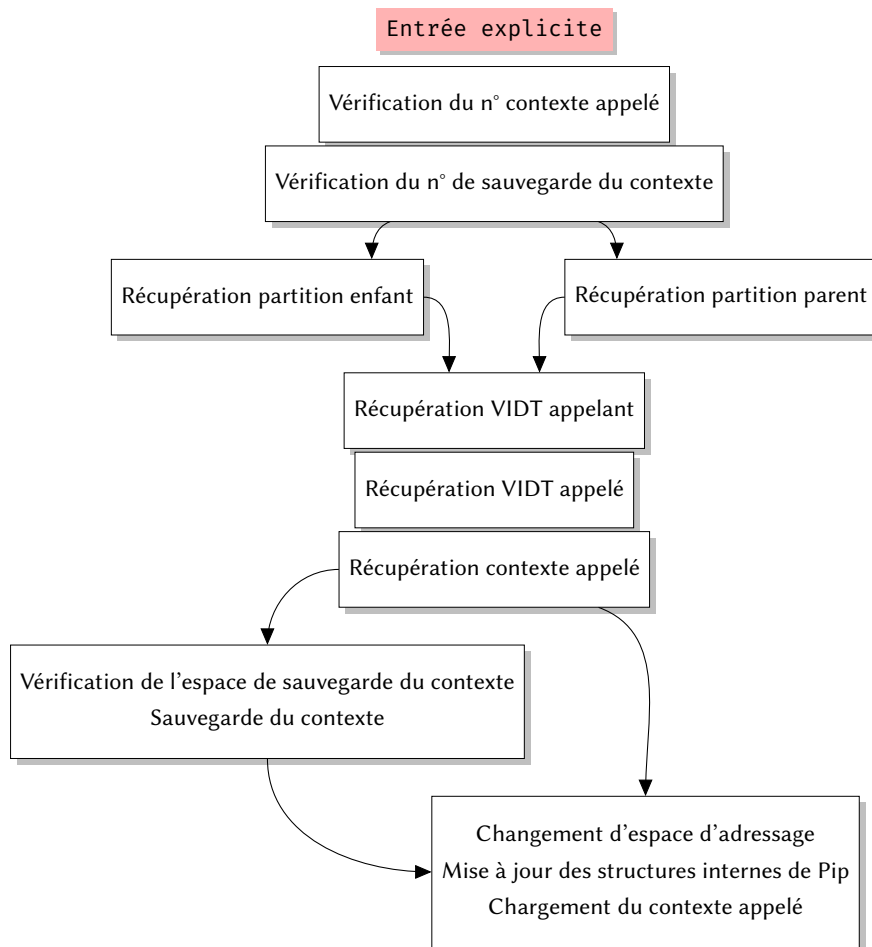 Entrée explicite
Vérification du n° contexte appelé
Vérification du n° de sauvegarde du contexte
Récupération partition enfant
Récupération partition parent
Récupération VIDT appelant
Récupération VIDT appelé
Récupération contexte appelé
Vérification de l'espace de sauvegarde du contexte
Sauvegarde du contexte
Changement d'espace d'adressage
Mise à jour des structures internes de Pip
Chargement du contexte appelé